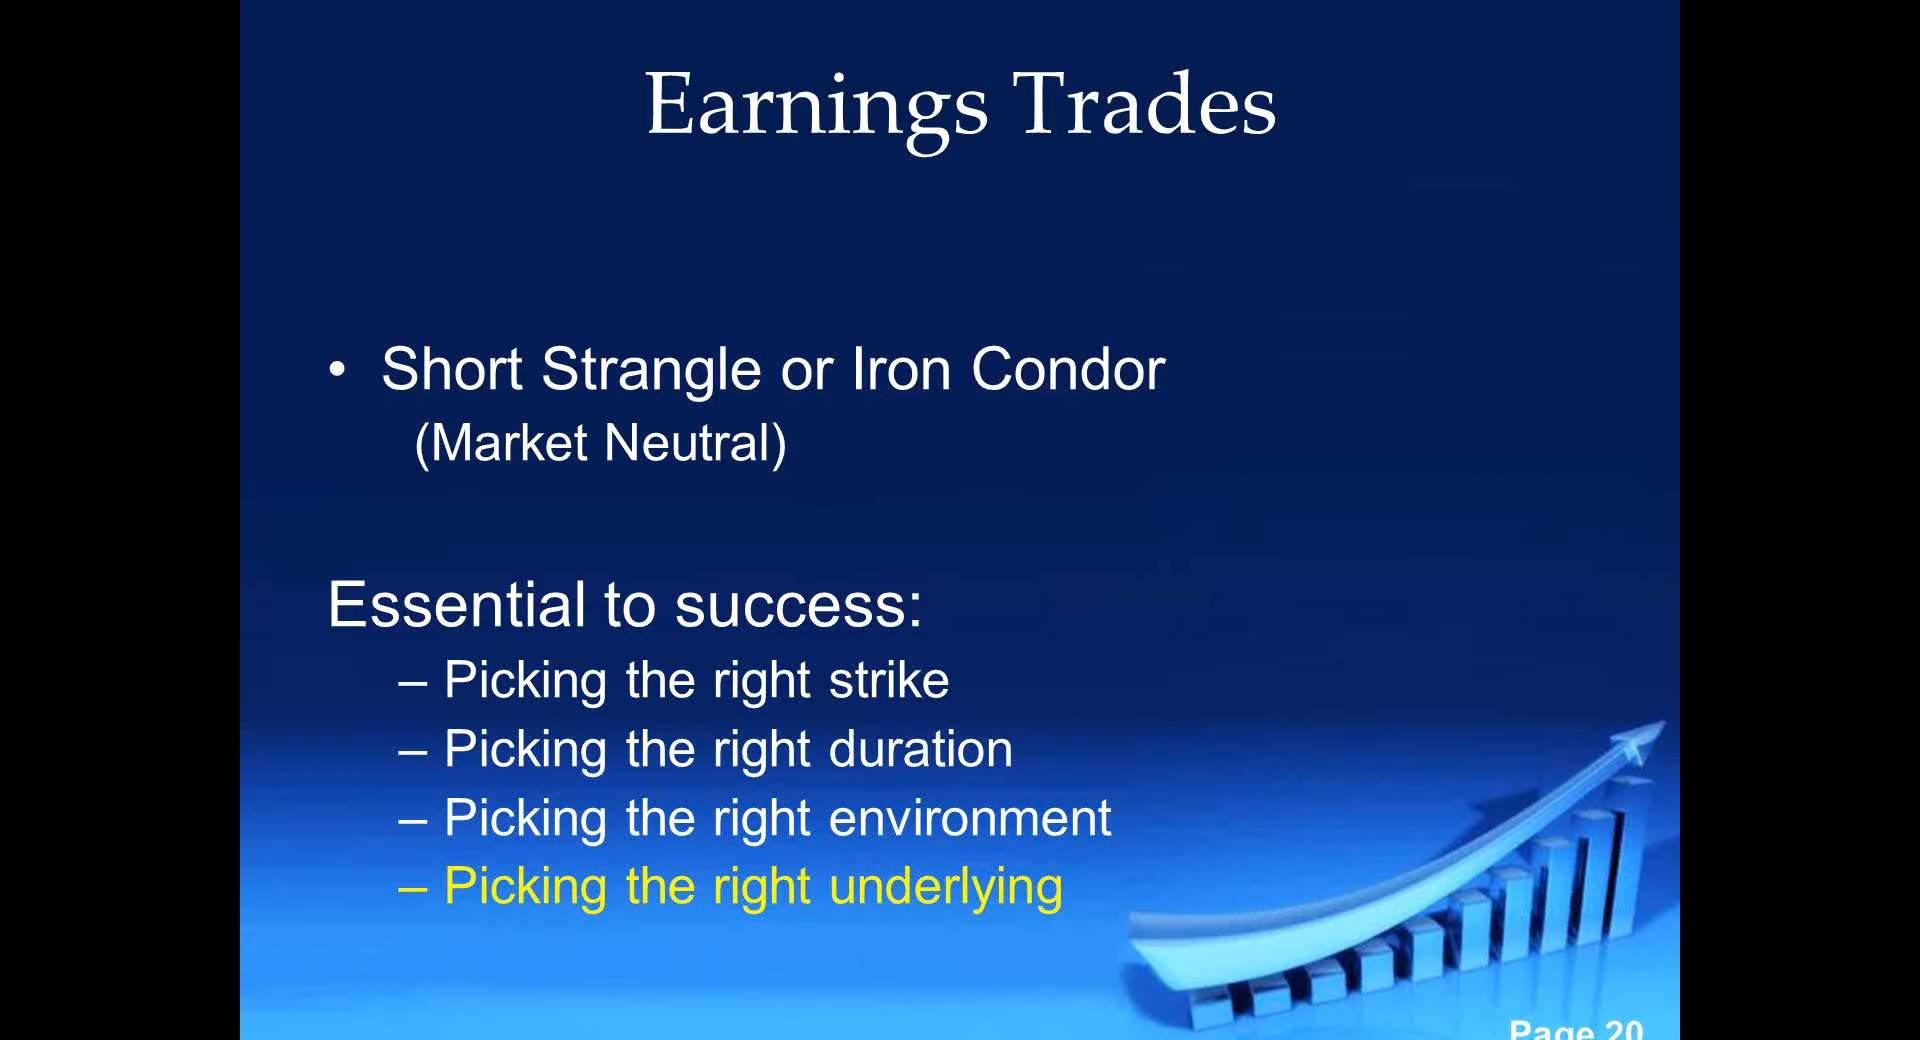 Earnings Trades
• Short Strangle or Iron Condor
(Market Neutral)
Essential to success:
– Picking the right strike
– Picking the right duration
– Picking the right environment
– Picking the right underlying
Page 20